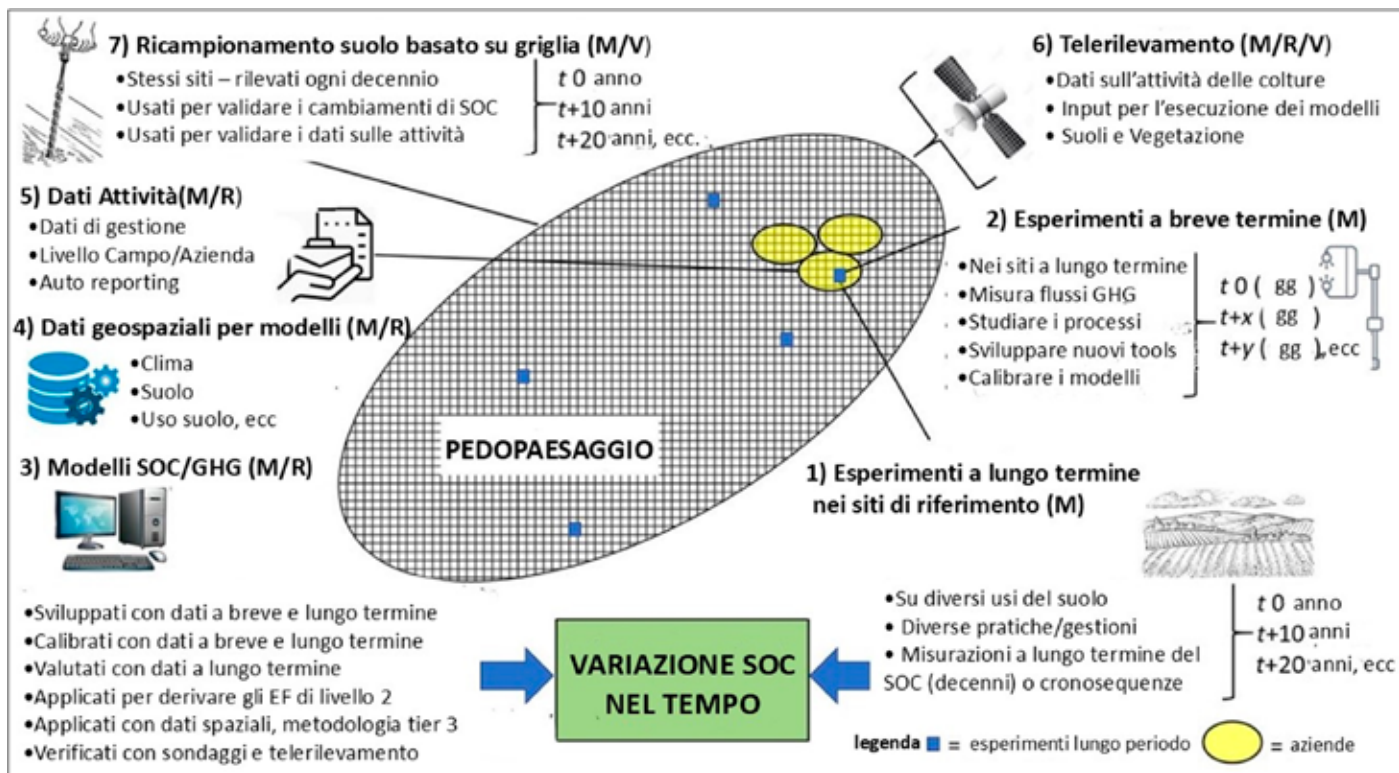 7) Ricampionamento suolo basato su griglia (M/V)
•Stessi siti – rilevati ogni decennio
•Usati per validare i cambiamenti di SOC
•Usati per validare i dati sulle attività
t 0 anno
t+10 anni
t+20 anni, ecc.
6) Telerilevamento (M/R/V)
•Dati sull'attività delle colture
•Input per l'esecuzione dei modelli
•Suoli e Vegetazione
5) Dati Attività(M/R)
•Dati di gestione
•Livello Campo/Azienda
•Auto reporting
2) Esperimenti a breve termine (M)
•Nei siti a lungo termine
•Misura flussi GHG
•Studiare i processi
•Sviluppare nuovi tools
•Calibrare i modelli
t 0 ( gg )
t+x ( gg )
t+y ( gg ),ecc
4) Dati geospaziali per modelli (M/R)
•Clima
•Suolo
•Uso suolo, ecc
PEDOPAESAGGIO
3) Modelli SOC/GHG (M/R)
•Sviluppati con dati a breve e lungo termine
•Calibrati con dati a breve e lungo termine
•Valutati con dati a lungo termine
•Applicati per derivare gli EF di livello 2
•Applicati con dati spaziali, metodologia tier 3
•Verificati con sondaggi e telerilevamento
1) Esperimenti a lungo termine
nei siti di riferimento (M)
•Su diversi usi del suolo
• Diverse pratiche/gestioni
• Misurazioni a lungo termine del
SOC (decenni) o cronosequenze
t 0 anno
t+10 anni
t+20 anni, ecc
VARIAZIONE SOC
NEL TEMPO
legenda = esperimenti lungo periodo = aziende